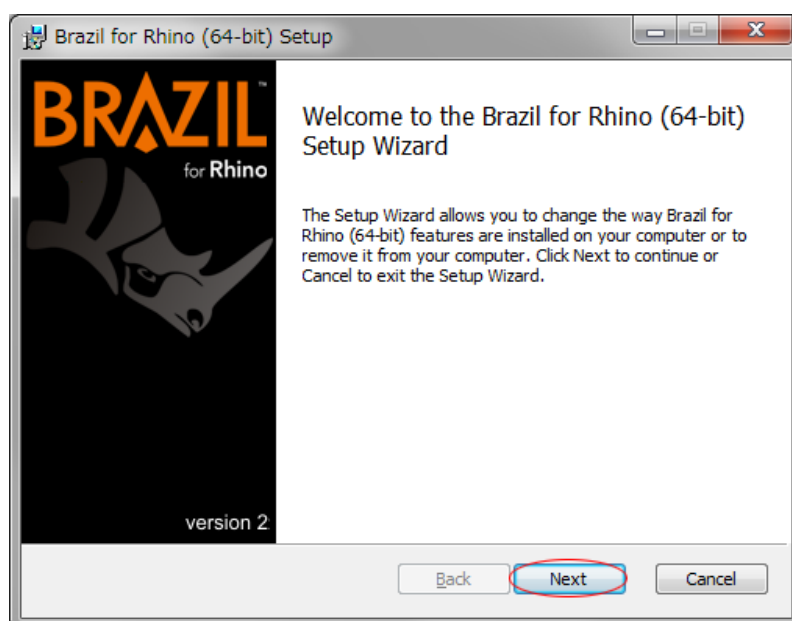 Brazil for Rhino (64-bit) Setup
BRAZIL™
for Rhino
Welcome to the Brazil for Rhino (64-bit)
Setup Wizard
The Setup Wizard allows you to change the way Brazil for
Rhino (64-bit) features are installed on your computer or to
remove it from your computer. Click Next to continue or
Cancel to exit the Setup Wizard.
version 2
Back Next Cancel